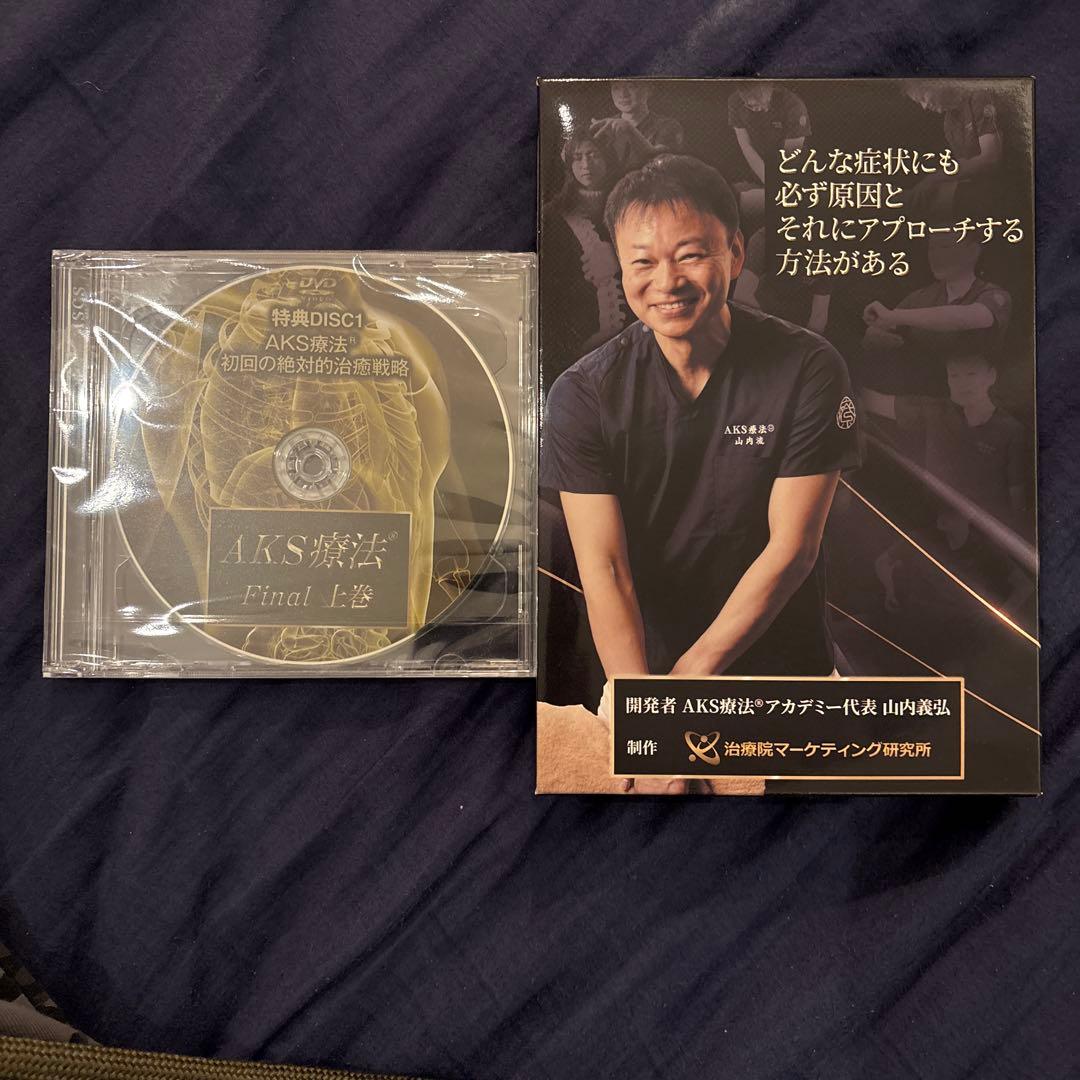 DVD
VIDEO
特典DISC1
AKS療法®
初回の絶対的治癒戦略
AKS療法®
Final 上巻
どんな症状にも
必ず原因と
それにアプローチする
方法がある
AKS療法®
山内流
開発者 AKS療法®アカデミー代表 山内義弘
制作 治療院マーケティング研究所